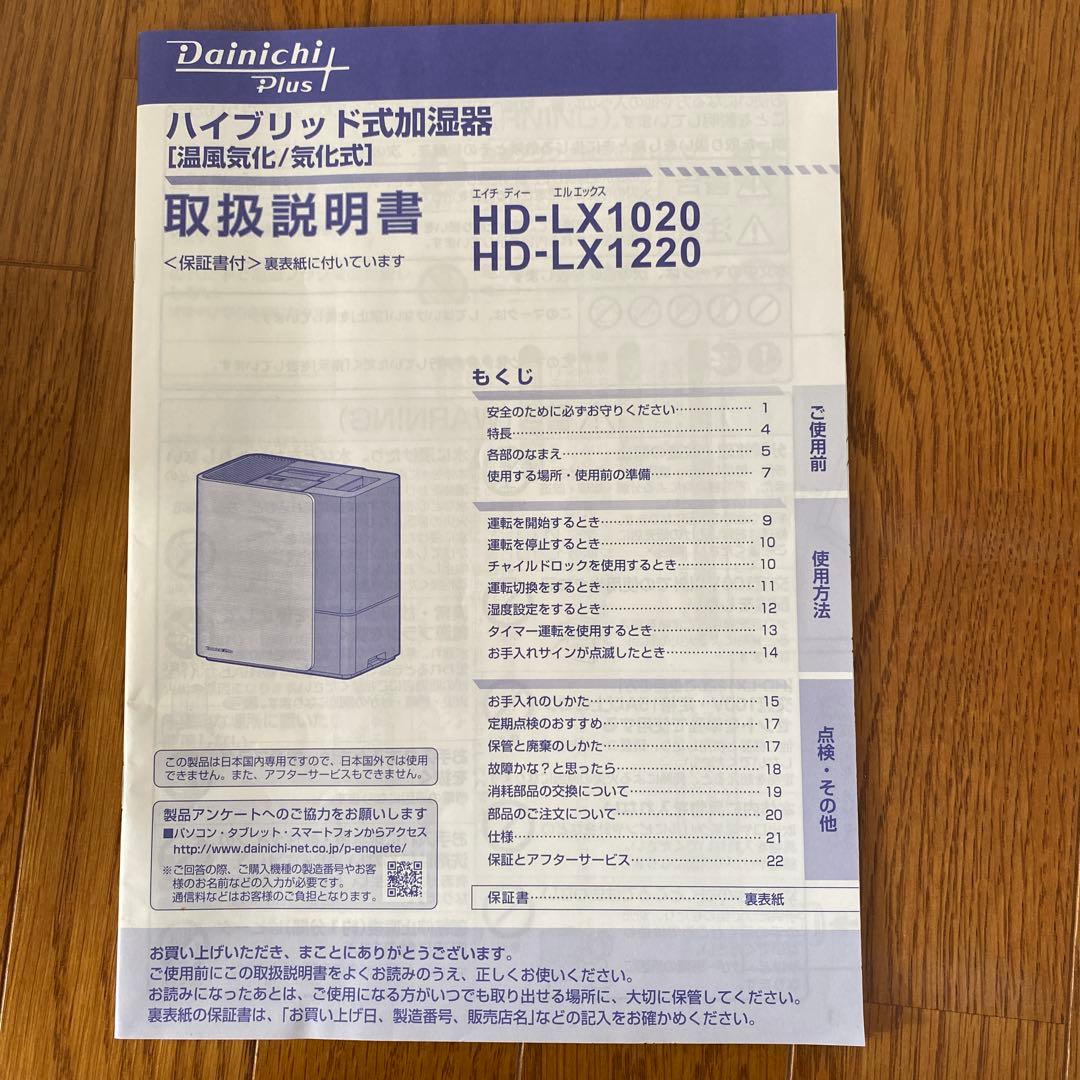 Dainichi
Plus
ハイブリッド式加湿器
[温風気化/気化式]
取扱説明書
<保証書付>裏表紙に付いています
エイチ ディー エルエックス
HD-LX1020
HD-LX1220
もくじ
安全のために必ずお守りください………………1
特長………………4
各部のなまえ………………5
使用する場所・使用前の準備………………7
ご使用前
運転を開始するとき………………9
運転を停止するとき………………10
チャイルドロックを使用するとき………………10
運転切換をするとき………………11
湿度設定をするとき………………12
タイマー運転を使用するとき………………13
お手入れサインが点滅したとき………………14
使用方法
お手入れのしかた………………15
定期点検のおすすめ………………17
保管と廃棄のしかた………………17
故障かな？と思ったら………………18
消耗部品の交換について………………19
部品のご注文について………………20
仕様………………21
保証とアフターサービス………………22
点検・その他
保証書………………裏表紙
この製品は日本国内専用ですので、日本国外では使用
できません。また、アフターサービスもできません。
製品アンケートへのご協力をお願いします
■パソコン・タブレット・スマートフォンからアクセス
http://www.dainichi-net.co.jp/p-enquete/
※ご回答の際、ご購入機種の製造番号やお客
様のお名前などの入力が必要です。
通信料などはお客様のご負担となります。
お買い上げいただき、まことにありがとうございます。
ご使用前にこの取扱説明書をよくお読みのうえ、正しくお使いください。
お読みになったあとは、ご使用になる方がいつでも取り出せる場所に、大切に保管してください。
裏表紙の保証書は、「お買い上げ日、製造番号、販売店名」などの記入をお確かめください。